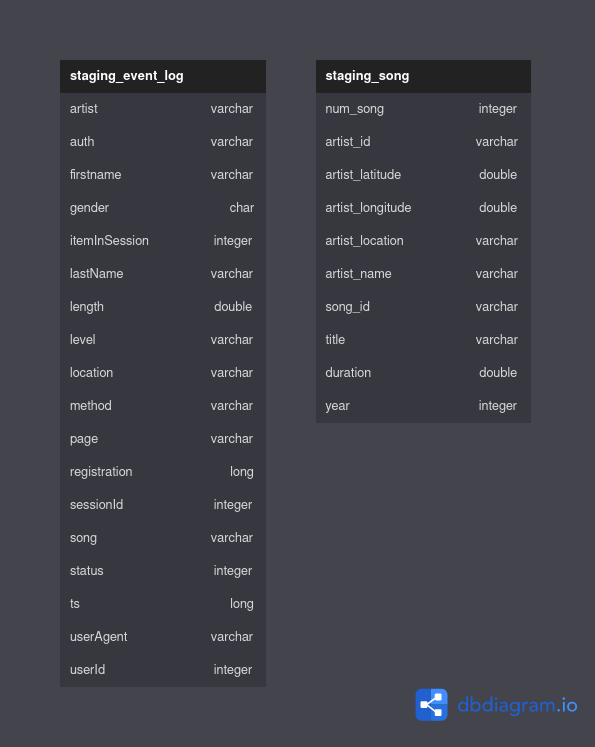 staging_event_log
artist varchar
auth varchar
firstname varchar
gender char
itemInSession integer
lastName varchar
length double
level varchar
location varchar
method varchar
page varchar
registration long
sessionId integer
song varchar
status integer
ts long
userAgent varchar
userId integer
staging_song
num_song integer
artist_id varchar
artist_latitude double
artist_longitude double
artist_location varchar
artist_name varchar
song_id varchar
title varchar
duration double
year integer
dbdiagram.io